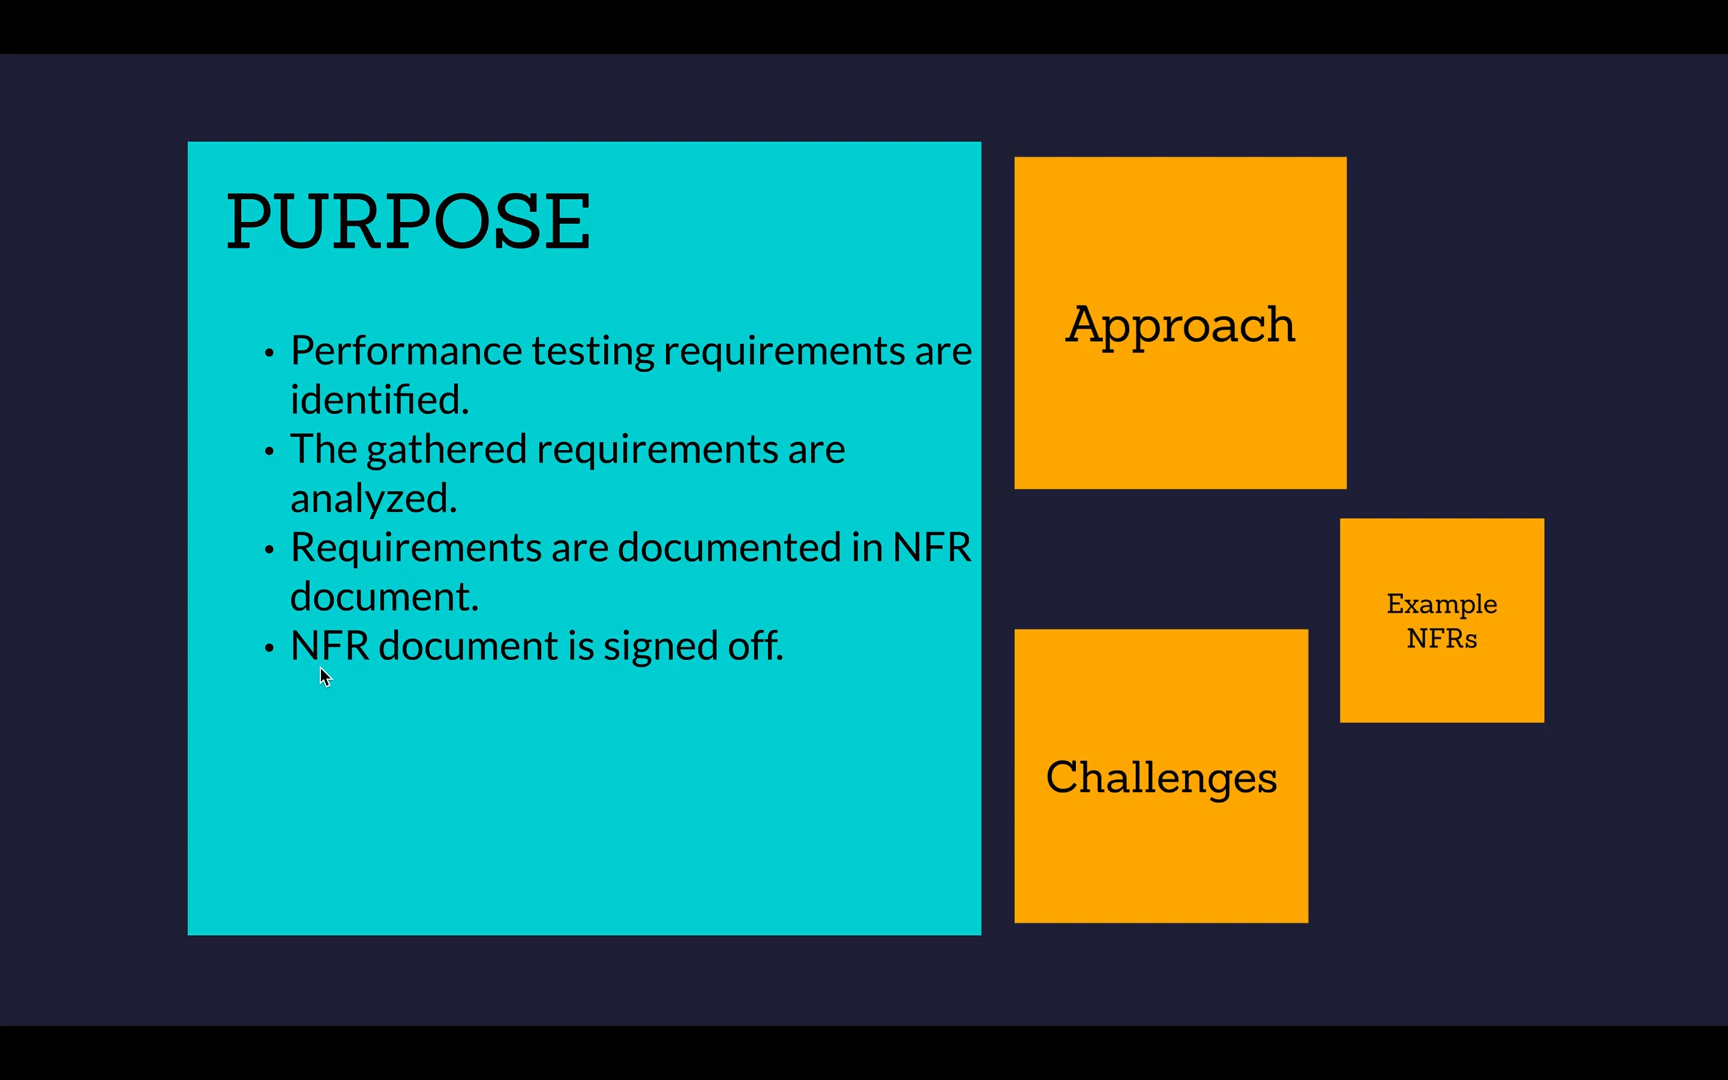 PURPOSE
• Performance testing requirements are
identified.
• The gathered requirements are
analyzed.
• Requirements are documented in NFR
document.
• NFR document is signed off.
Approach
Example
NFRs
Challenges